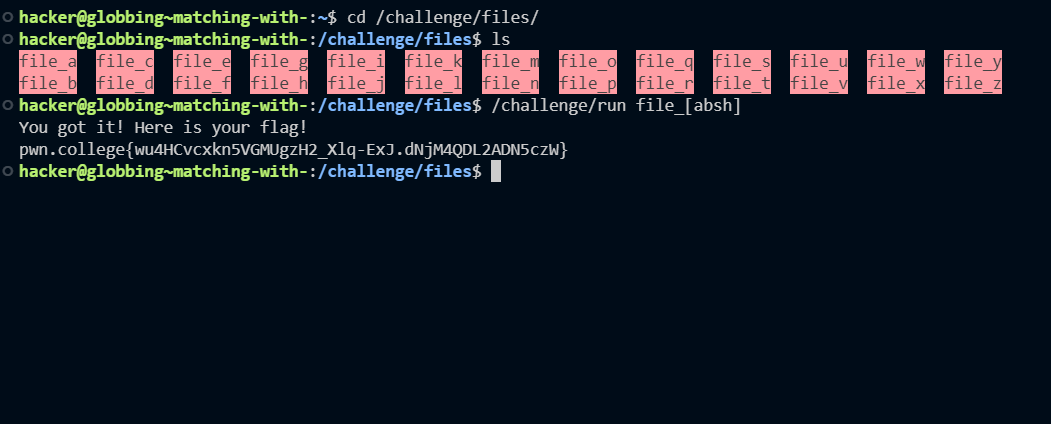 hacker@globbing~matching-with-:~$ cd /challenge/files/
hacker@globbing~matching-with-:/challenge/files$ ls
file_a file_c file_e file_g file_i file_k file_m file_o file_q file_s file_u file_w file_y
file_b file_d file_f file_h file_j file_l file_n file_p file_r file_t file_v file_x file_z
hacker@globbing~matching-with-:/challenge/files$ /challenge/run file_[absh]
You got it! Here is your flag!
pwn.college{wu4HCvcxkn5VGMUgzH2_Xlq-ExJ.dNjM4QDL2ADN5czW}
hacker@globbing~matching-with-:/challenge/files$